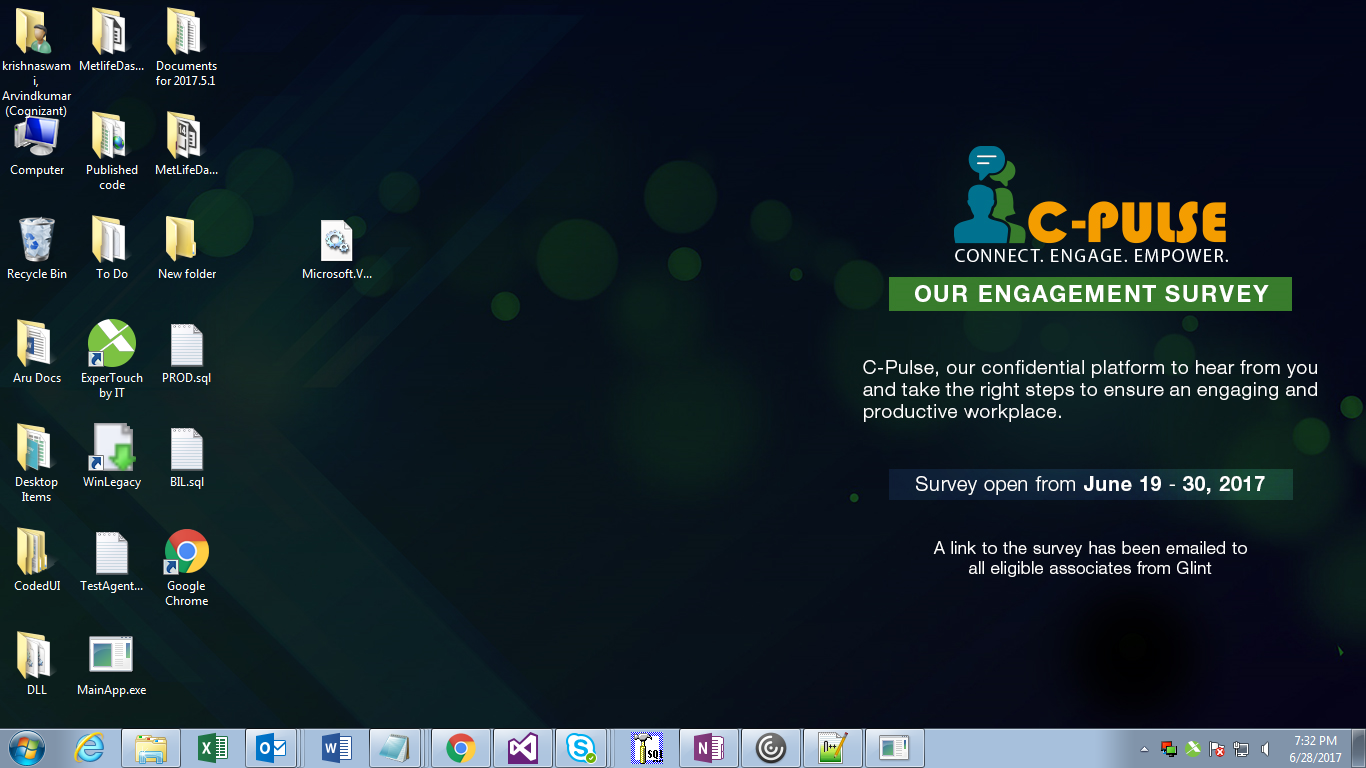 krishnaswami
i,
Arvindkumar
(Cognizant)
MetlifeDas...
Documents
for 2017.5.1
Computer
Published
code
MetLifeDa...
Recycle Bin
To Do
New folder
Microsoft.V...
Aru Docs
ExperTouch
by IT
PROD.sql
Desktop
Items
WinLegacy
BIL.sql
CodedUI
TestAgent...
Google
Chrome
DLL
MainApp.exe
C-PULSE
CONNECT. ENGAGE. EMPOWER.
OUR ENGAGEMENT SURVEY
C-Pulse, our confidential platform to hear from you
and take the right steps to ensure an engaging and
productive workplace.
Survey open from June 19 - 30, 2017
A link to the survey has been emailed to
all eligible associates from Glint
7:32 PM
6/28/2017